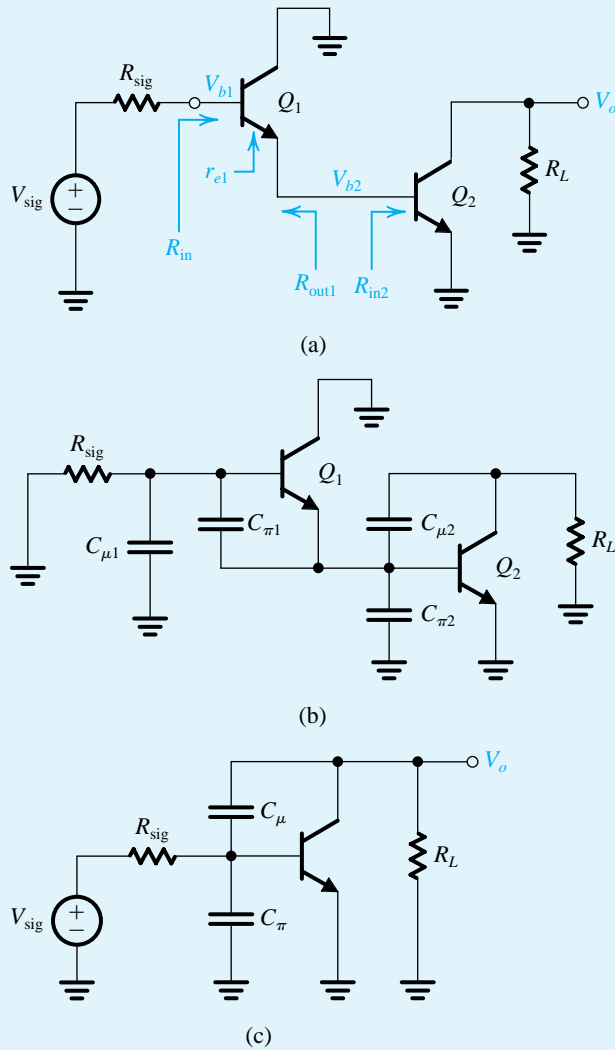 R_sig
V_b1
Q_1
V_o
r_e1
V_b2
R_L
V_sig
+
−
Q_2
R_in
R_out1
R_in2
(a)
R_sig
Q_1
C_π1
C_μ2
C_μ1
R_L
Q_2
C_π2
(b)
V_o
C_μ
R_sig
R_L
V_sig
+
−
C_π
(c)